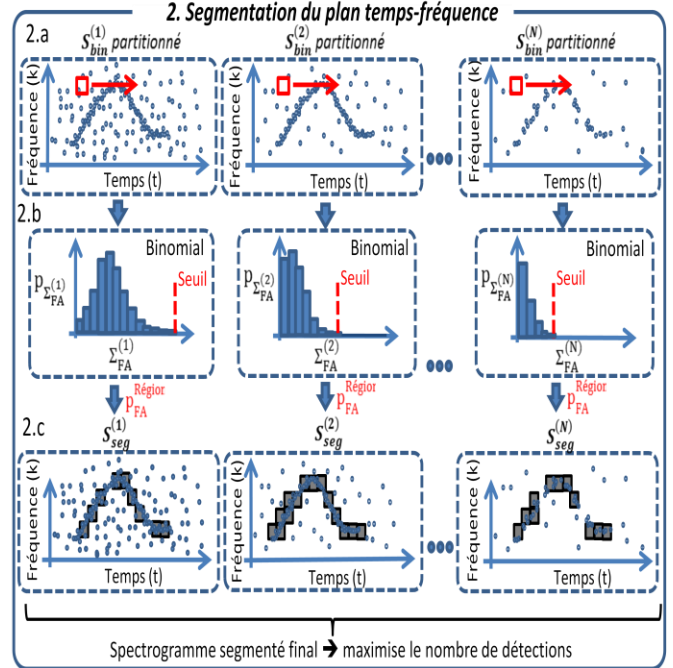 2. Segmentation du plan temps-fréquence
2.a
S_bin^(1) partitionné
S_bin^(2) partitionné
S_bin^(N) partitionné
Fréquence (k)
Temps (t)
Fréquence (k)
Temps (t)
Fréquence (k)
Temps (t)
2.b
Binomial
Seuil
p_Σ_FA^(1)
Σ_FA^(1)
Binomial
Seuil
p_Σ_FA^(2)
Σ_FA^(2)
Binomial
Seuil
p_Σ_FA^(N)
Σ_FA^(N)
p_FA^Régior
p_FA^Régior
p_FA^Régior
2.c
S_seg^(1)
S_seg^(2)
S_seg^(N)
Fréquence (k)
Temps (t)
Fréquence (k)
Temps (t)
Fréquence (k)
Temps (t)
Spectrogramme segmenté final ➔ maximise le nombre de détections